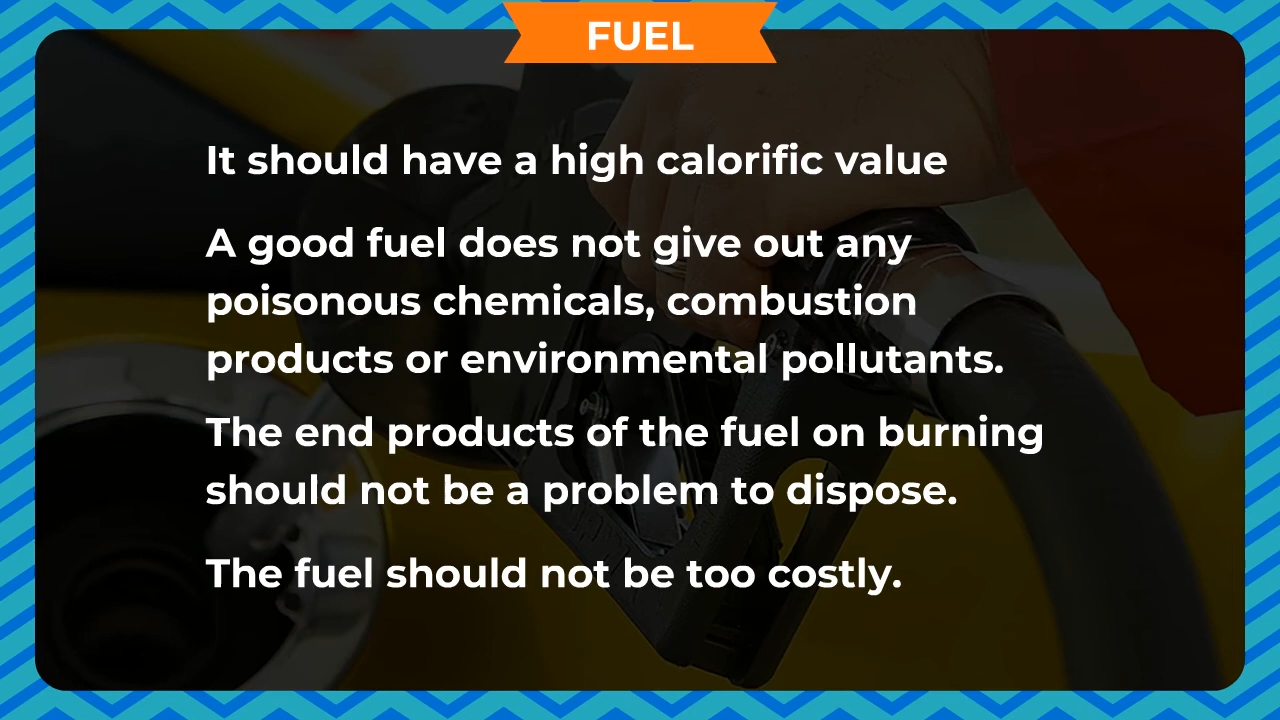 FUEL
It should have a high calorific value
A good fuel does not give out any
poisonous chemicals, combustion
products or environmental pollutants.
The end products of the fuel on burning
should not be a problem to dispose.
The fuel should not be too costly.